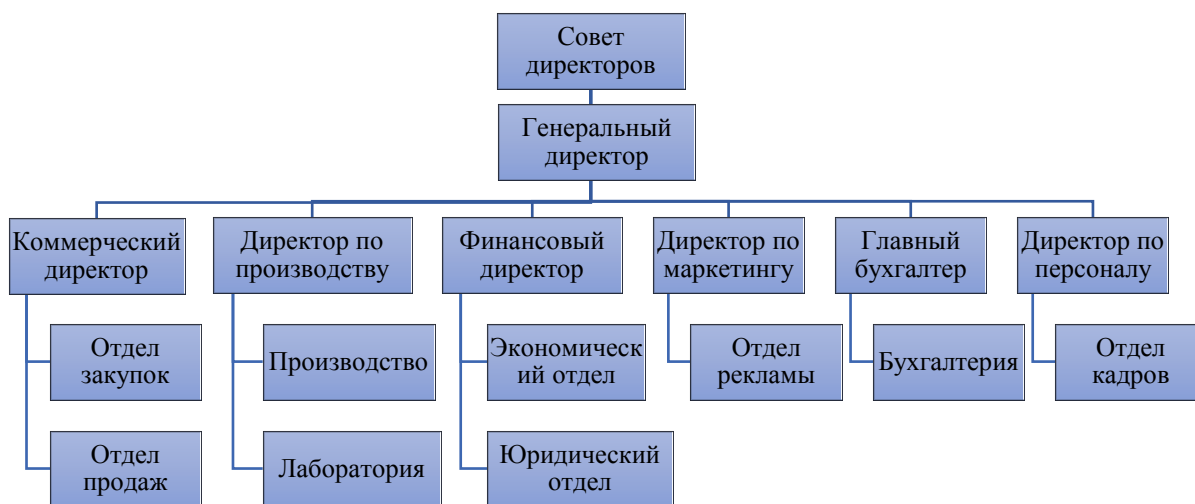 Совет
директоров
Генеральный
директор
Коммерческий
директор
Директор по
производству
Финансовый
директор
Директор по
маркетингу
Главный
бухгалтер
Директор по
персоналу
Отдел
закупок
Производство
Экономическ
ий отдел
Отдел
рекламы
Бухгалтерия
Отдел
кадров
Отдел
продаж
Лаборатория
Юридический
отдел